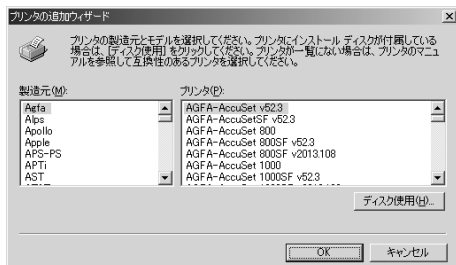 プリンタの追加ウィザード
プリンタの製造元とモデルを選択してください。プリンタにインストール ディスクが付属している
場合は、[ディスク使用] をクリックしてください。プリンタが一覧にない場合は、プリンタのマニュ
アルを参照して互換性のあるプリンタを選択してください。
製造元(M):
プリンタ(P):
Agfa
Alps
Apollo
Apple
APS-PS
APTi
AST
AGFA-AccuSet v52.3
AGFA-AccuSetSF v52.3
AGFA-AccuSet 800
AGFA-AccuSet 800SF v52.3
AGFA-AccuSet 800SF v2013.108
AGFA-AccuSet 1000
AGFA-AccuSet 1000SF v52.3
ディスク使用(H)...
OK
キャンセル